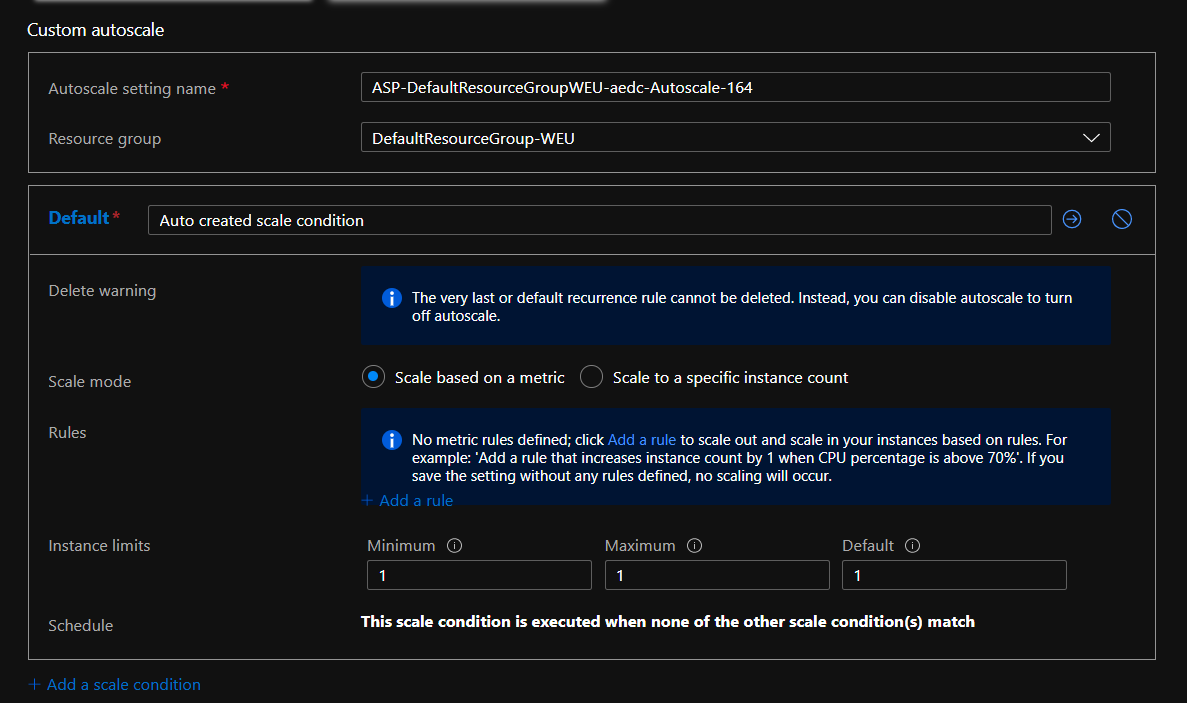 Custom autoscale
Autoscale setting name *
ASP-DefaultResourceGroupWEU-aedc-Autoscale-164
Resource group
DefaultResourceGroup-WEU
Default*
Auto created scale condition
Delete warning
The very last or default recurrence rule cannot be deleted. Instead, you can disable autoscale to turn
off autoscale.
Scale mode
Scale based on a metric
Scale to a specific instance count
Rules
No metric rules defined; click Add a rule to scale out and scale in your instances based on rules. For
example: 'Add a rule that increases instance count by 1 when CPU percentage is above 70%'. If you
save the setting without any rules defined, no scaling will occur.
+ Add a rule
Instance limits
Minimum
Maximum
Default
1
1
1
Schedule
This scale condition is executed when none of the other scale condition(s) match
+ Add a scale condition